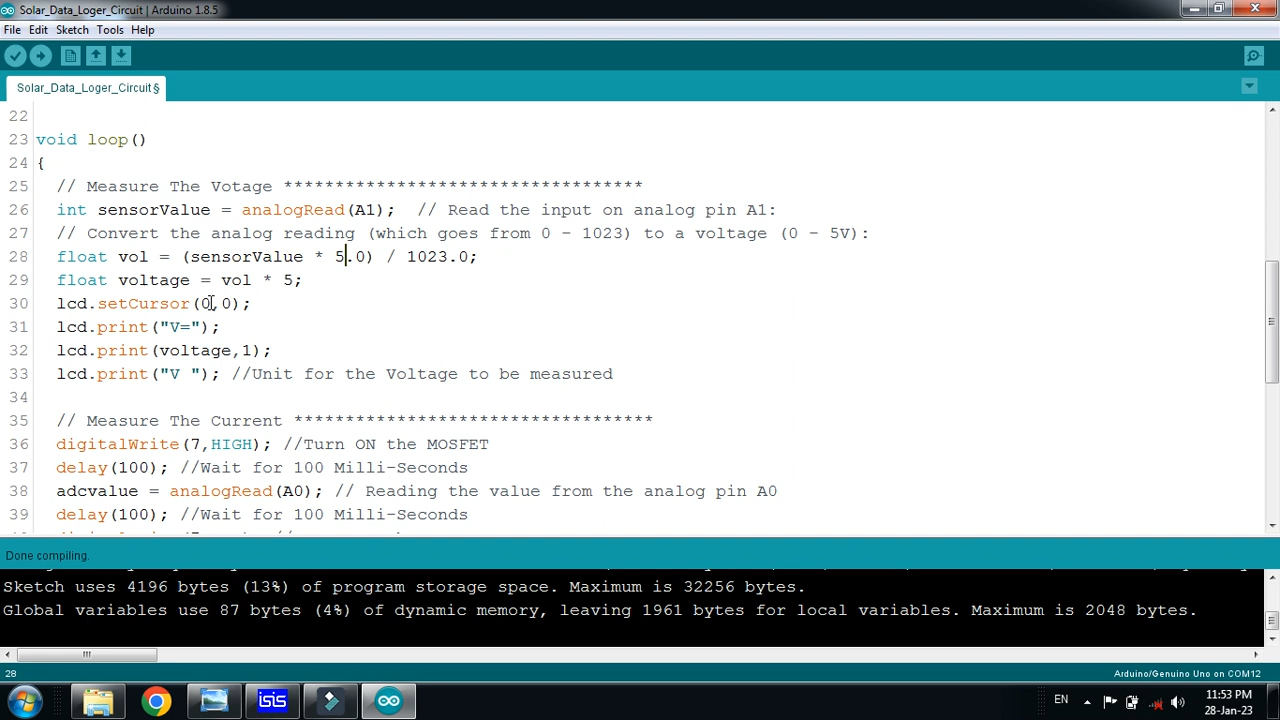 Solar_Data_Loger_Circuit | Arduino 1.8.5
File Edit Sketch Tools Help
Solar_Data_Loger_Circuit§
22
23 void loop()
24 {
25 // Measure The Votage ***********************************
26 int sensorValue = analogRead(A1); // Read the input on analog pin A1:
27 // Convert the analog reading (which goes from 0 - 1023) to a voltage (0 - 5V):
28 float vol = (sensorValue * 5.0) / 1023.0;
29 float voltage = vol * 5;
30 lcd.setCursor(0,0);
31 lcd.print("V=");
32 lcd.print(voltage,1);
33 lcd.print("V "); //Unit for the Voltage to be measured
34
35 // Measure The Current ***********************************
36 digitalWrite(7,HIGH); //Turn ON the MOSFET
37 delay(100); //Wait for 100 Milli-Seconds
38 adcvalue = analogRead(A0); // Reading the value from the analog pin A0
39 delay(100); //Wait for 100 Milli-Seconds
Done compiling.
Sketch uses 4196 bytes (13%) of program storage space. Maximum is 32256 bytes.
Global variables use 87 bytes (4%) of dynamic memory, leaving 1961 bytes for local variables. Maximum is 2048 bytes.
28 Arduino/Genuino Uno on COM12
isis
EN
11:53 PM
28-Jan-23